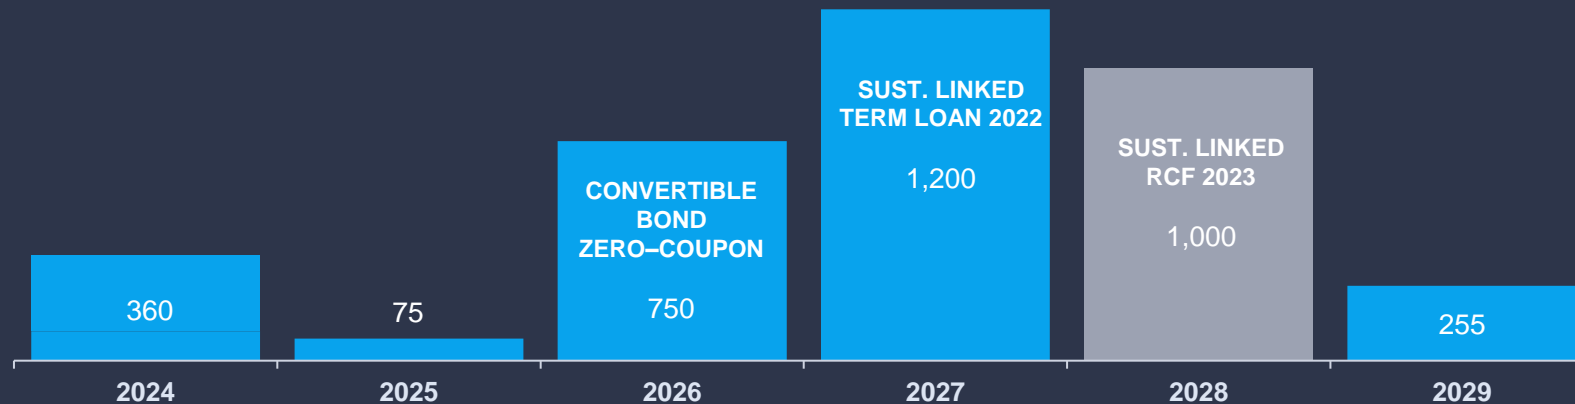 SUST. LINKED
TERM LOAN 2022
1,200
SUST. LINKED
RCF 2023
1,000
CONVERTIBLE
BOND
ZERO–COUPON
750
360
75
255
2024
2025
2026
2027
2028
2029